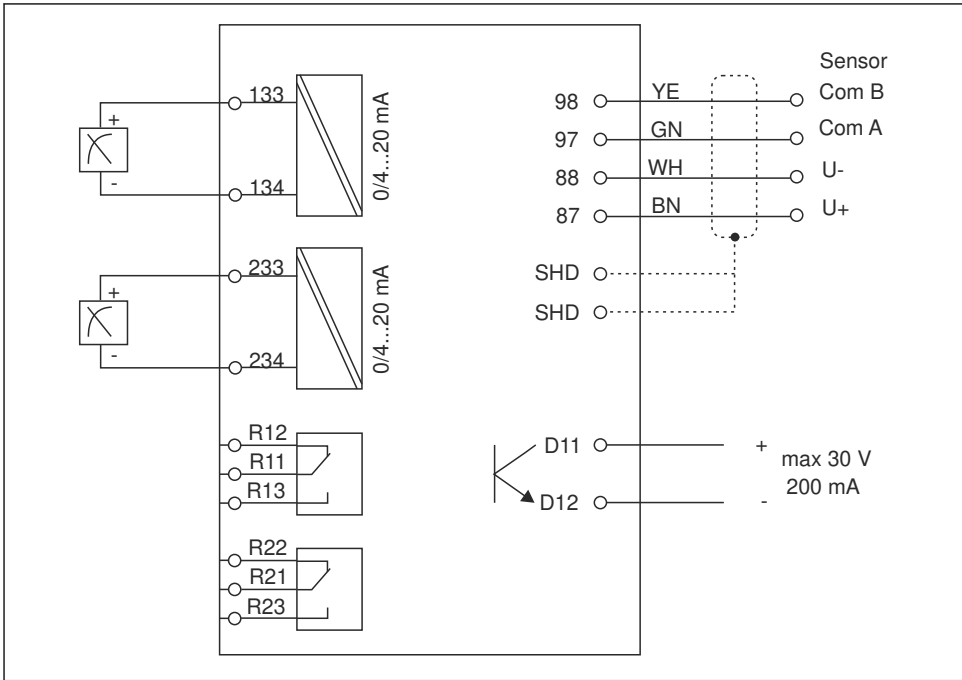 133
+
-
134
0/4...20 mA
233
+
-
234
0/4...20 mA
R12
R11
R13
R22
R21
R23
Sensor
98 YE Com B
97 GN Com A
88 WH U-
87 BN U+
SHD
SHD
D11 +
max 30 V
200 mA
D12 -